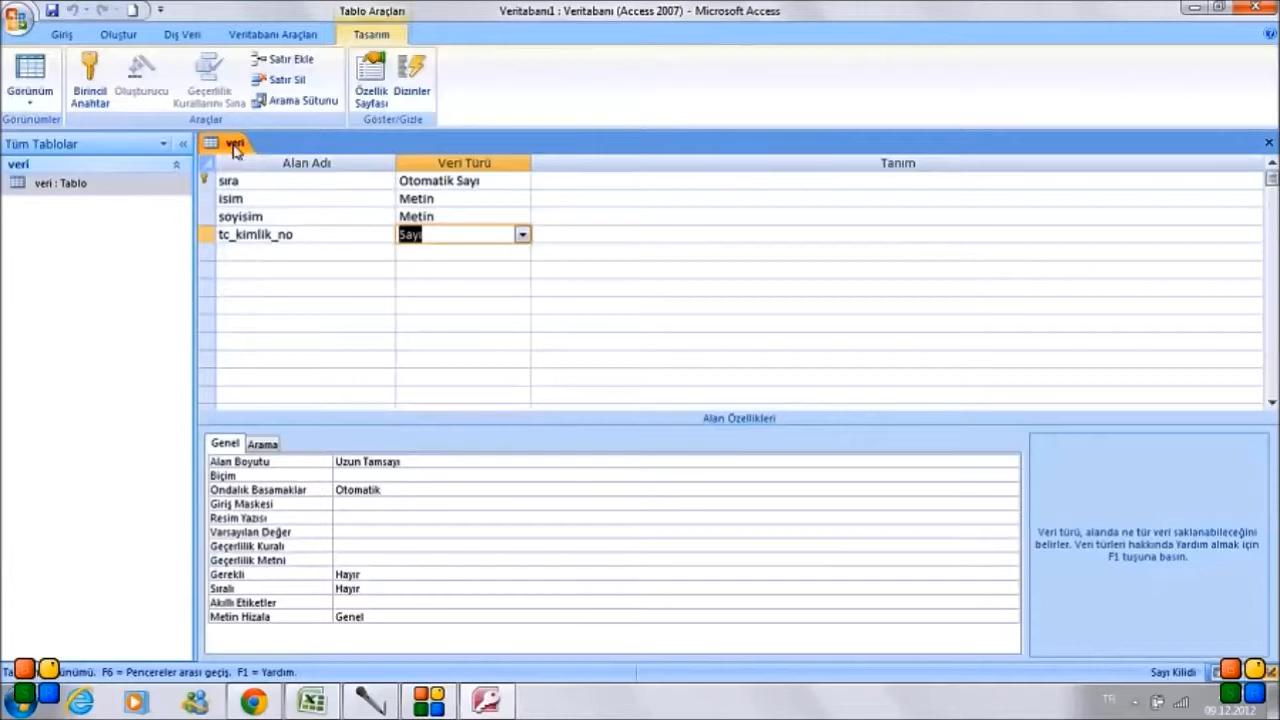 Tablo Araçları
Veritabanı1 : Veritabanı (Access 2007) - Microsoft Access
Giriş
Oluştur
Dış Veri
Veritabanı Araçları
Tasarım
Görünüm
Birincil Anahtar
Oluşturucu
Geçerlilik Kurallarını Sına
Satır Ekle
Satır Sil
Arama Sütunu
Özellik Sayfası
Dizinler
Görünümler
Araçlar
Göster/Gizle
Tüm Tablolar
veri
veri : Tablo
veri
Alan Adı
Veri Türü
Tanım
sıra
Otomatik Sayı
isim
Metin
soyisim
Metin
tc_kimlik_no
Sayı
Alan Özellikleri
Genel
Arama
Alan Boyutu
Uzun Tamsayı
Biçim
Ondalık Basamaklar
Otomatik
Giriş Maskesi
Resim Yazısı
Varsayılan Değer
Geçerlilik Kuralı
Geçerlilik Metni
Gerekli
Hayır
Sıralı
Hayır
Akıllı Etiketler
Metin Hizala
Genel
Veri türü, alanda ne tür veri saklanabileceğini
belirler. Veri türleri hakkında Yardım almak için
F1 tuşuna basın.
F6 = Pencereler arası geçiş. F1 = Yardım.
Sayı Kilidi
TR
09.12.2012